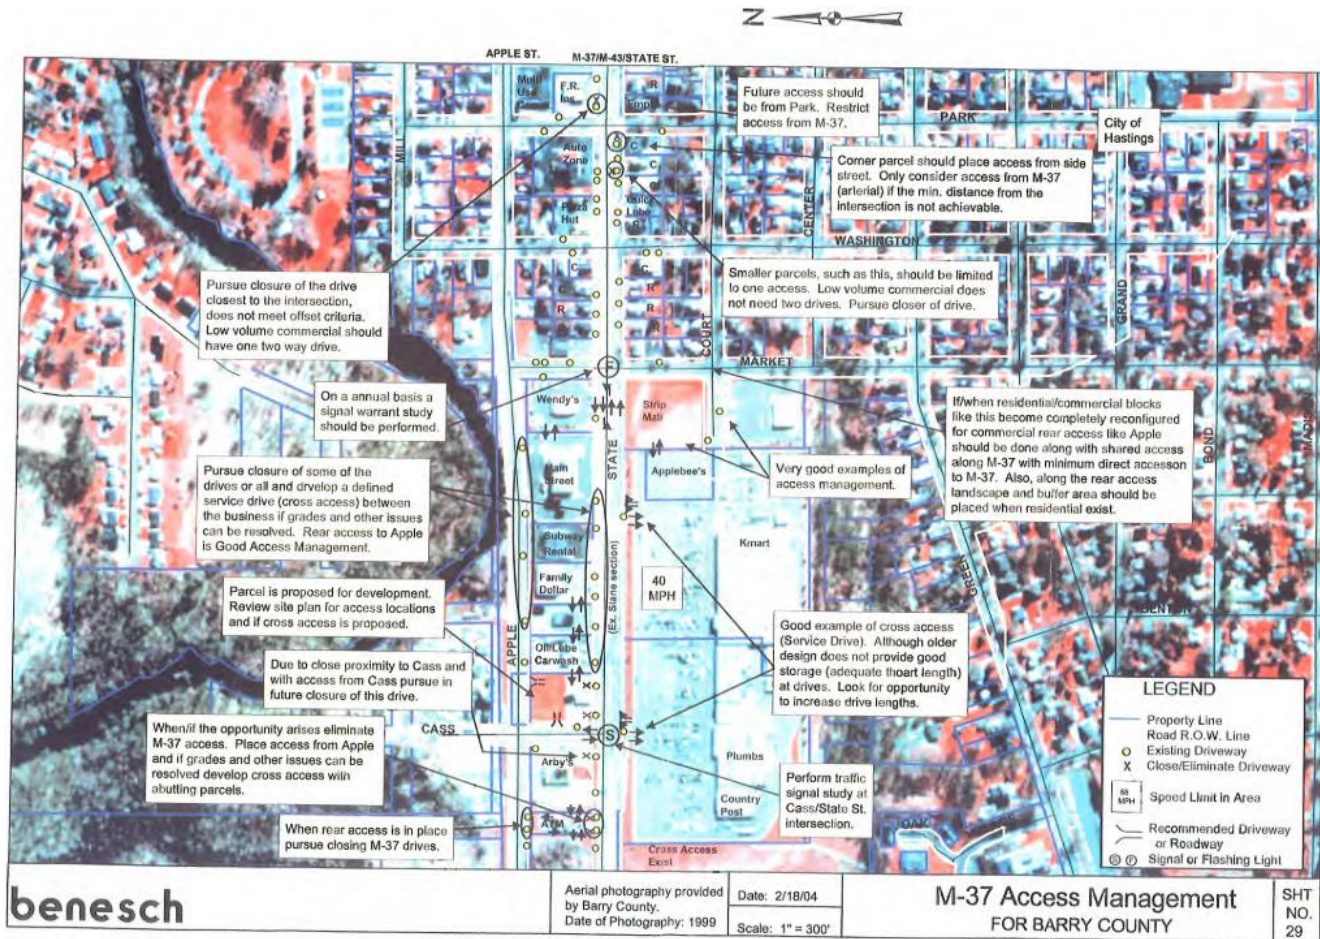 N
APPLE ST.
M-37/M-43/STATE ST.
Multi
Use
F.R.
Ins.
R
Future access should
be from Park. Restrict
access from M-37.
PARK
City of
Hastings
MILL
Auto
Zone
C
C
C
Corner parcel should place access from side
street. Only consider access from M-37
(arterial) if the min. distance from the
intersection is not achievable.
Pizza
Hut
Quick
Lube
R
CENTER
WASHINGTON
C
C
R
C
R
R
R
Pursue closure of the drive
closest to the intersection,
does not meet offset criteria.
Low volume commercial should
have one two way drive.
Smaller parcels, such as this, should be limited
to one access. Low volume commercial does
not need two drives. Pursue closer of drive.
COURT
GRAND
MARKET
F
On a annual basis a
signal warrant study
should be performed.
Wendy's
Strip
Mall
STATE
If/when residential/commercial blocks
like this become completely reconfigured
for commercial rear access like Apple
should be done along with shared access
along M-37 with minimum direct accesson
to M-37. Also, along the rear access
landscape and buffer area should be
placed when residential exist.
BOND
MADISON
Pursue closure of some of the
drives or all and drvelop a defined
service drive (cross access) between
the business if grades and other issues
can be resolved. Rear access to Apple
is Good Access Management.
Main
Street
Applebee's
Very good examples of
access management.
Subway
Rental
Kmart
GREEN
Family
Dollar
(Ex. 5lane section)
40
MPH
BENTON
Parcel is proposed for development.
Review site plan for access locations
and if cross access is proposed.
APPLE
Oil/Lube
Carwash
Good example of cross access
(Service Drive). Although older
design does not provide good
storage (adequate thoart length)
at drives. Look for opportunity
to increase drive lengths.
Due to close proximity to Cass and
with access from Cass pursue in
future closure of this drive.
When/if the opportunity arises eliminate
M-37 access. Place access from Apple
and if grades and other issues can be
resolved develop cross access with
abutting parcels.
CASS
S
Arby's
Plumbs
Country
Post
Perform traffic
signal study at
Cass/State St.
intersection.
OAK
When rear access is in place
pursue closing M-37 drives.
ATM
Cross Access
Exist
LEGEND
Property Line
Road R.O.W. Line
Existing Driveway
X Close/Eliminate Driveway
55
MPH
Speed Limit in Area
Recommended Driveway
or Roadway
S F Signal or Flashing Light
benesch
Aerial photography provided
by Barry County.
Date of Photography: 1999
Date: 2/18/04
Scale: 1" = 300'
M-37 Access Management
FOR BARRY COUNTY
SHT
NO.
29